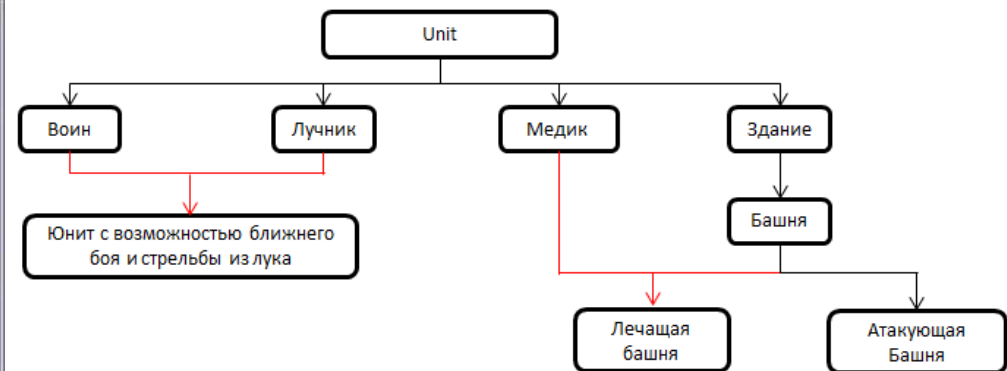 Unit
Воин
Лучник
Медик
Здание
Башня
Юнит с возможностью ближнего
боя и стрельбы из лука
Лечащая
башня
Атакующая
Башня